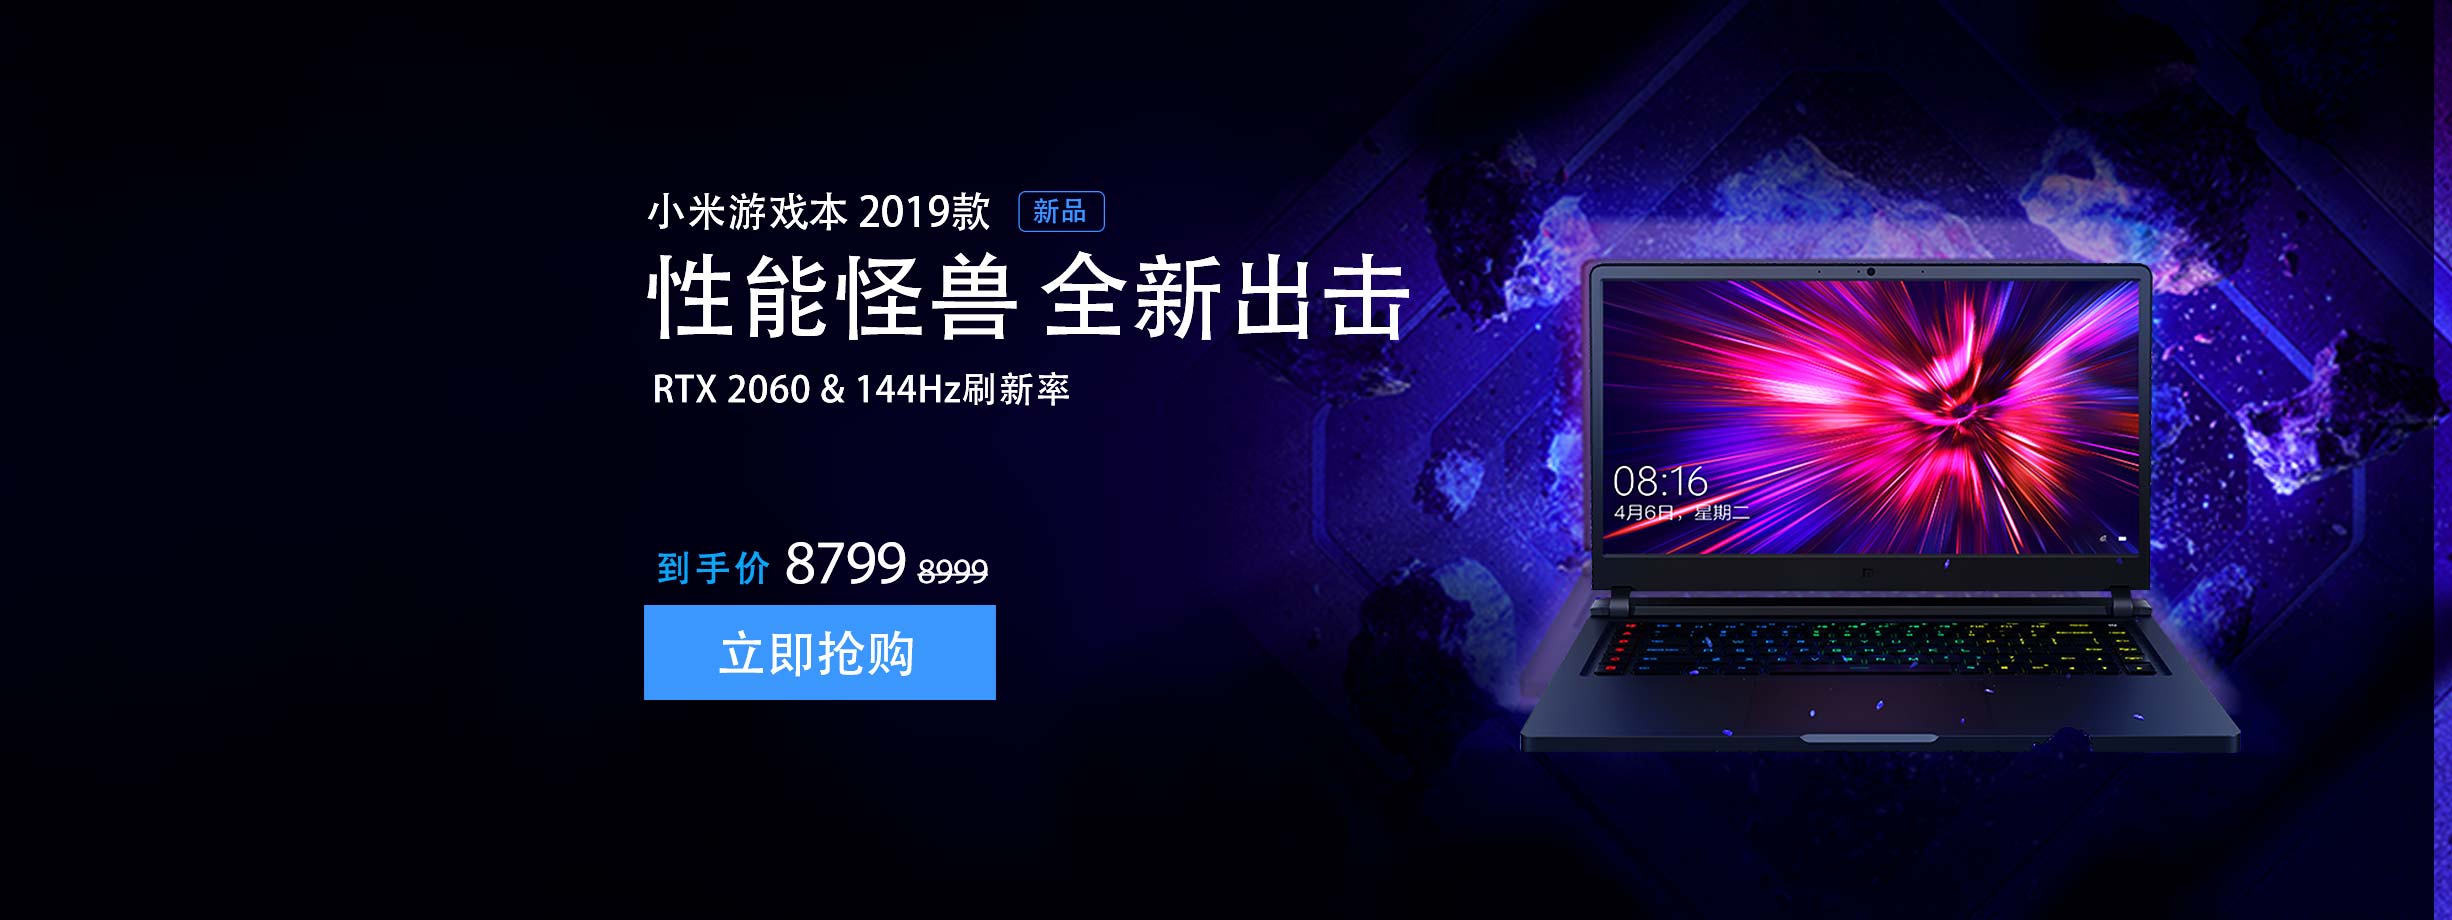 小米游戏本 2019款 新品
性能怪兽 全新出击
RTX 2060 & 144Hz刷新率
到手价 8799 8999
立即抢购
08:16
4月6日，星期二